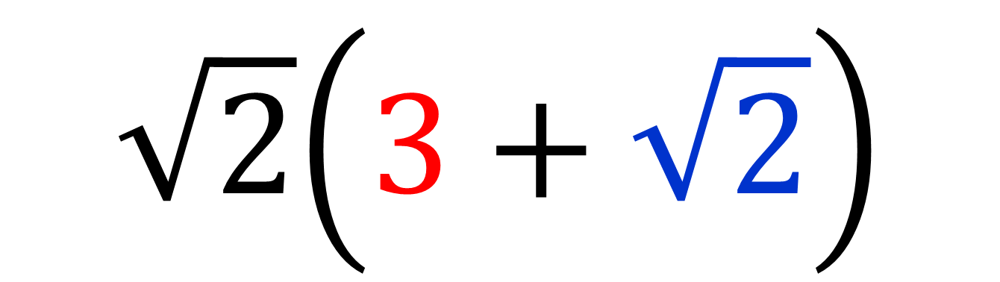 √2(3 + √2)